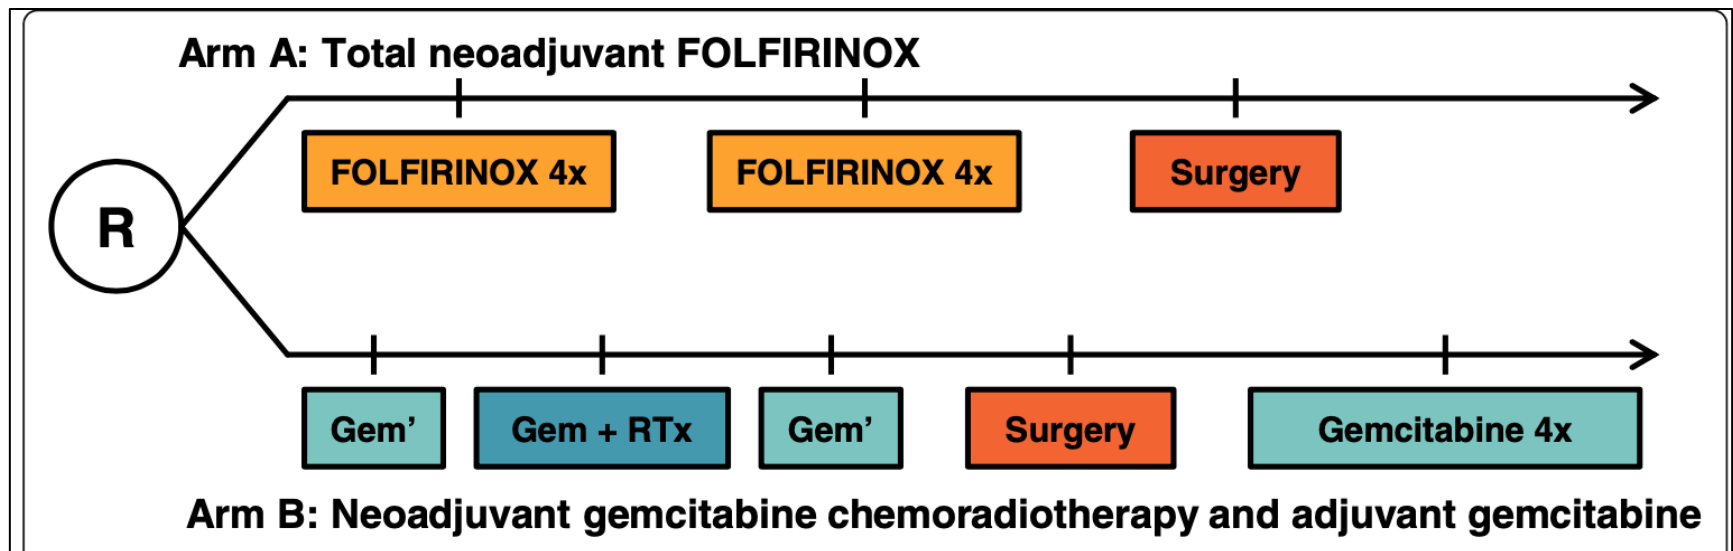 Arm A: Total neoadjuvant FOLFIRINOX
FOLFIRINOX 4x
FOLFIRINOX 4x
Surgery
R
Gem’
Gem + RTx
Gem’
Surgery
Gemcitabine 4x
Arm B: Neoadjuvant gemcitabine chemoradiotherapy and adjuvant gemcitabine